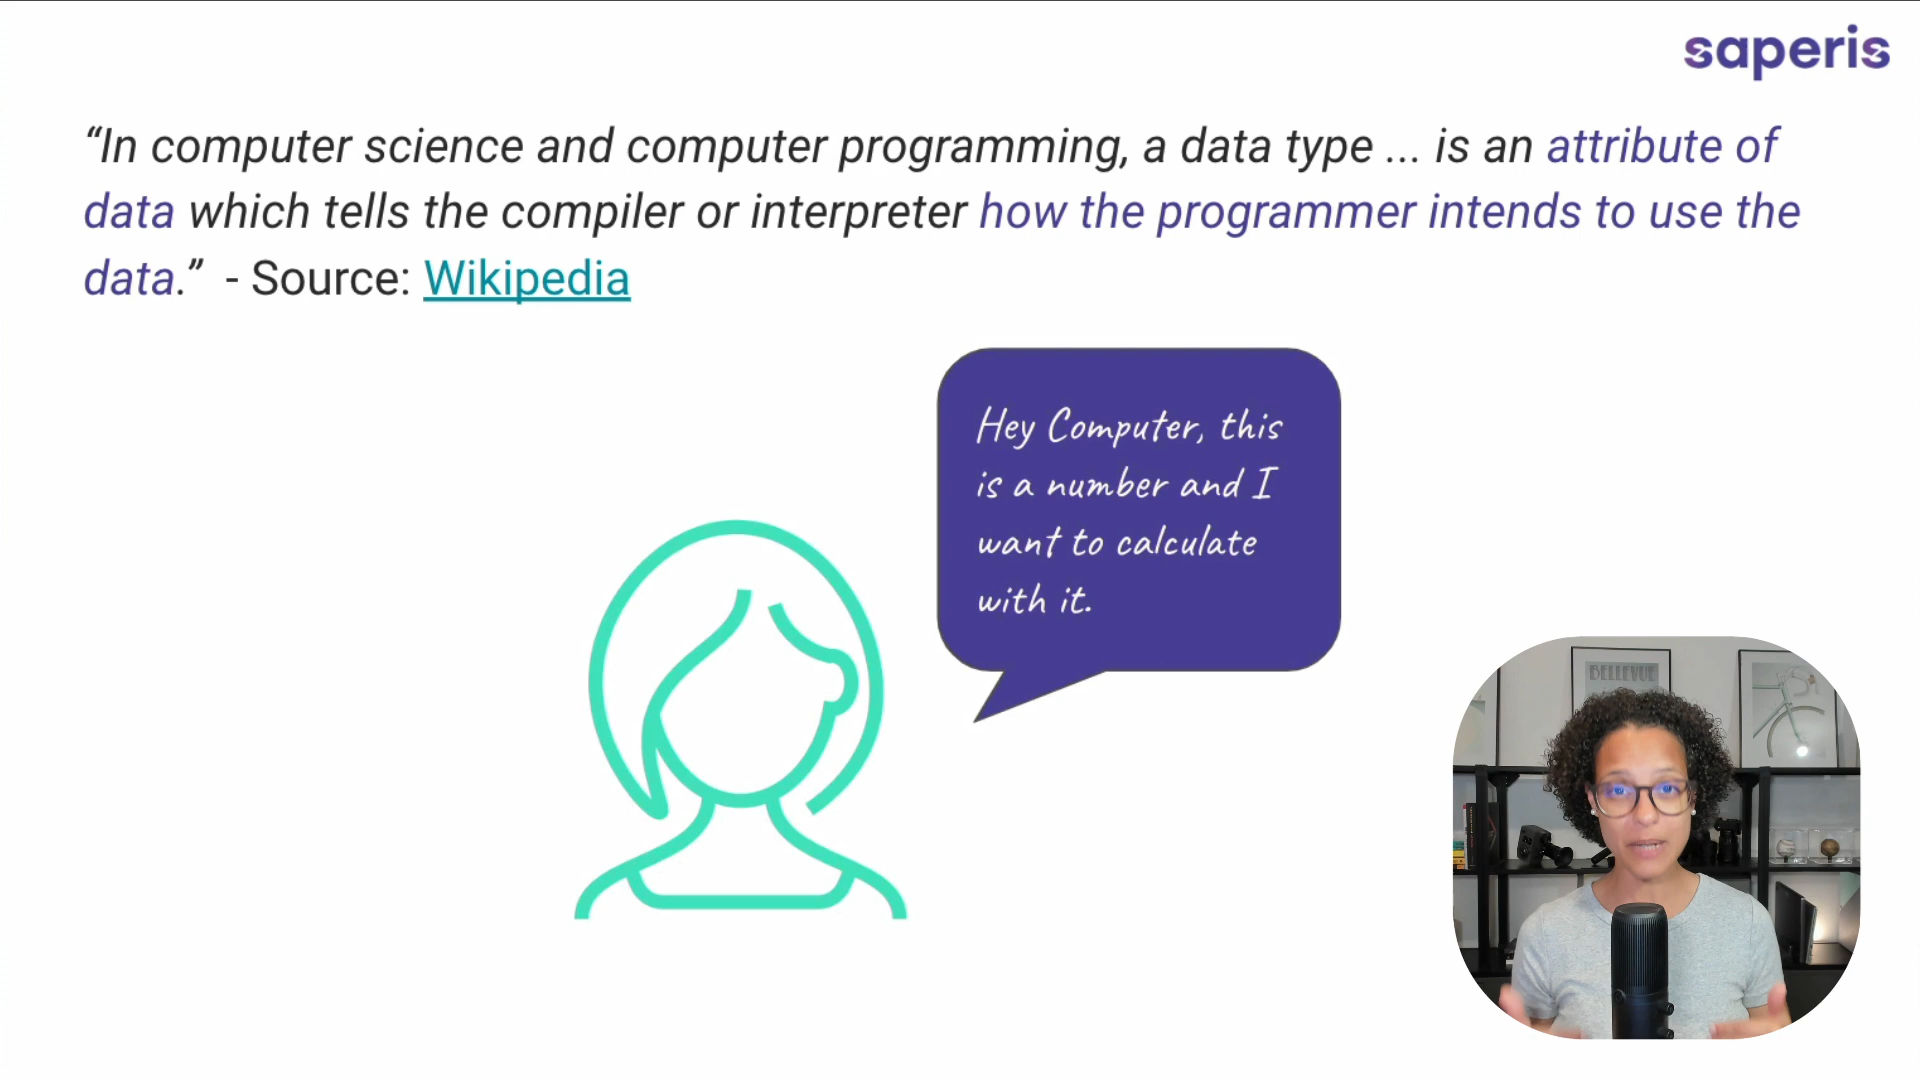 saperis
“In computer science and computer programming, a data type ... is an attribute of
data which tells the compiler or interpreter how the programmer intends to use the
data.” - Source: Wikipedia
Hey Computer, this
is a number and I
want to calculate
with it.
BELLEVUE